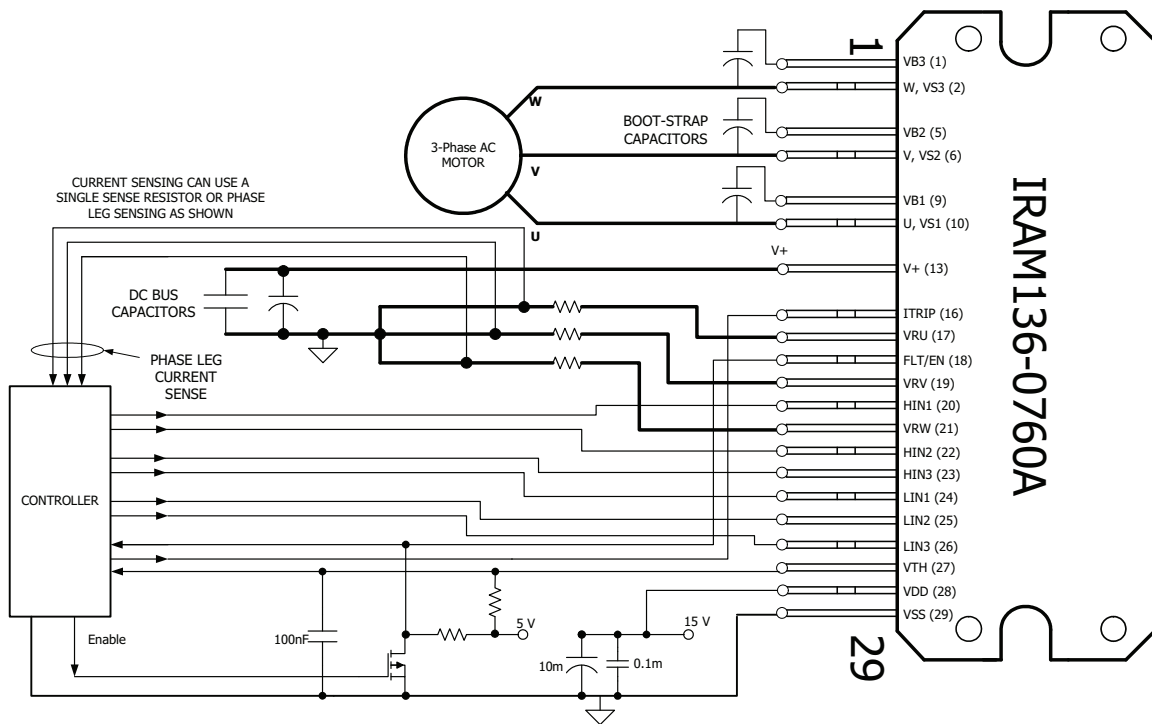 1
VB3 (1)
W, VS3 (2)
W
BOOT-STRAP
CAPACITORS
VB2 (5)
3-Phase AC
MOTOR
V, VS2 (6)
V
CURRENT SENSING CAN USE A
SINGLE SENSE RESISTOR OR PHASE
LEG SENSING AS SHOWN
VB1 (9)
U, VS1 (10)
U
V+
V+ (13)
DC BUS
CAPACITORS
ITRIP (16)
VRU (17)
PHASE LEG
CURRENT
SENSE
FLT/EN (18)
VRV (19)
HIN1 (20)
VRW (21)
HIN2 (22)
HIN3 (23)
CONTROLLER
LIN1 (24)
LIN2 (25)
LIN3 (26)
VTH (27)
VDD (28)
VSS (29)
Enable
100nF
5 V
15 V
10m
0.1m
29
IRAM136-0760A